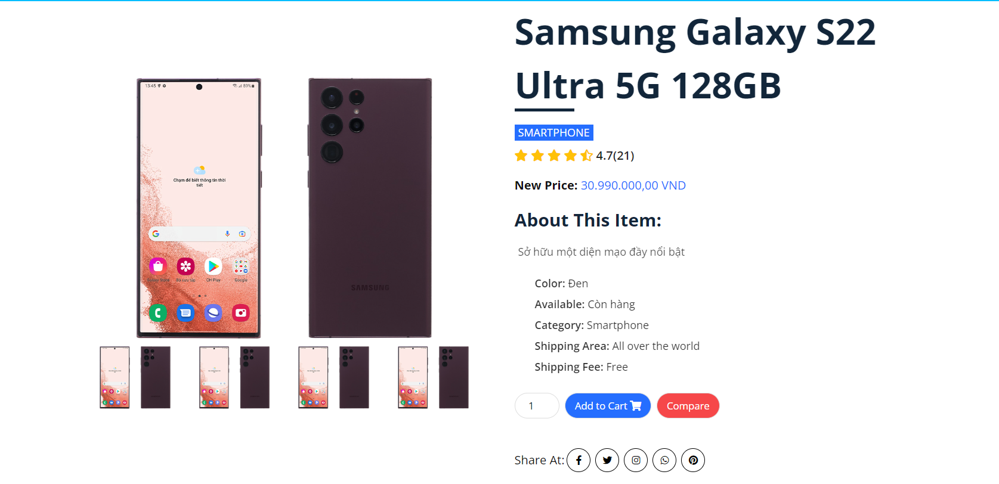 Samsung Galaxy S22
Ultra 5G 128GB
SMARTPHONE
4.7(21)
New Price: 30.990.000,00 VND
About This Item:
Sở hữu một diện mạo đầy nổi bật
Color: Đen
Available: Còn hàng
Category: Smartphone
Shipping Area: All over the world
Shipping Fee: Free
1
Add to Cart
Compare
Share At:
13:45
89%
Chạm để biết thông tin thời
tiết
Galaxy Store
Bộ sưu tập
CH Play
Google
SAMSUNG